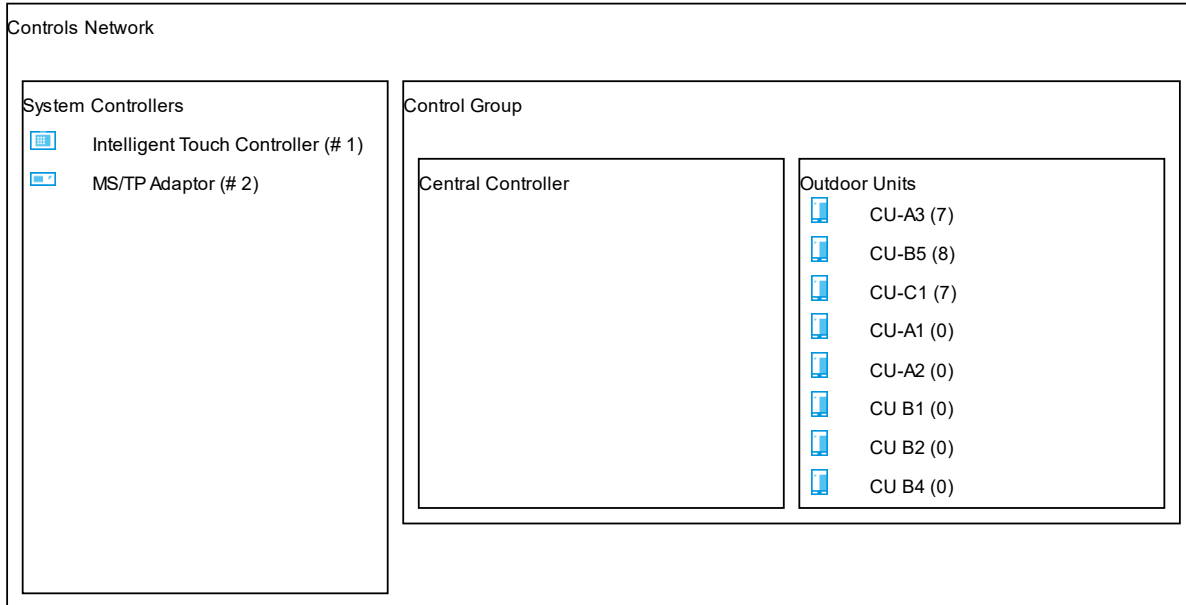 Controls Network
System Controllers
Intelligent Touch Controller (# 1)
MS/TP Adaptor (# 2)
Control Group
Central Controller
Outdoor Units
CU-A3 (7)
CU-B5 (8)
CU-C1 (7)
CU-A1 (0)
CU-A2 (0)
CU B1 (0)
CU B2 (0)
CU B4 (0)